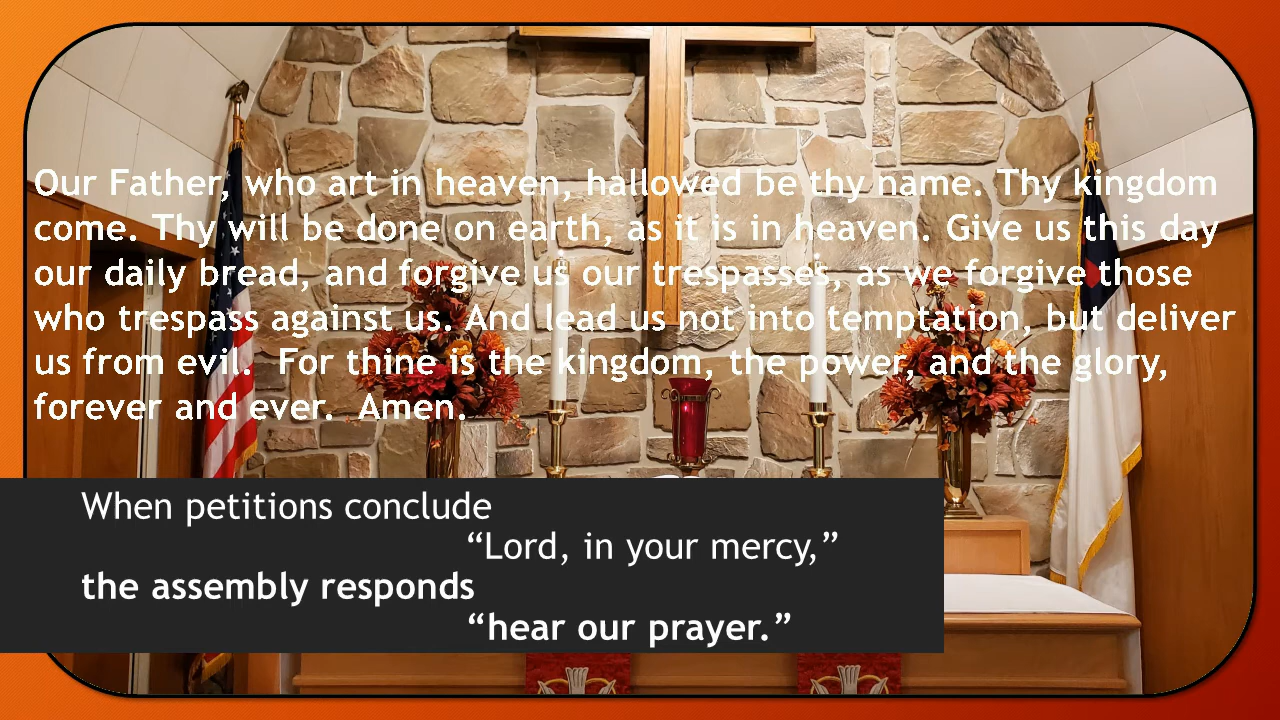 Our Father, who art in heaven, hallowed be thy name. Thy kingdom
come. Thy will be done on earth, as it is in heaven. Give us this day
our daily bread, and forgive us our trespasses, as we forgive those
who trespass against us. And lead us not into temptation, but deliver
us from evil.  For thine is the kingdom, the power, and the glory,
forever and ever.  Amen.
When petitions conclude
“Lord, in your mercy,”
the assembly responds
“hear our prayer.”